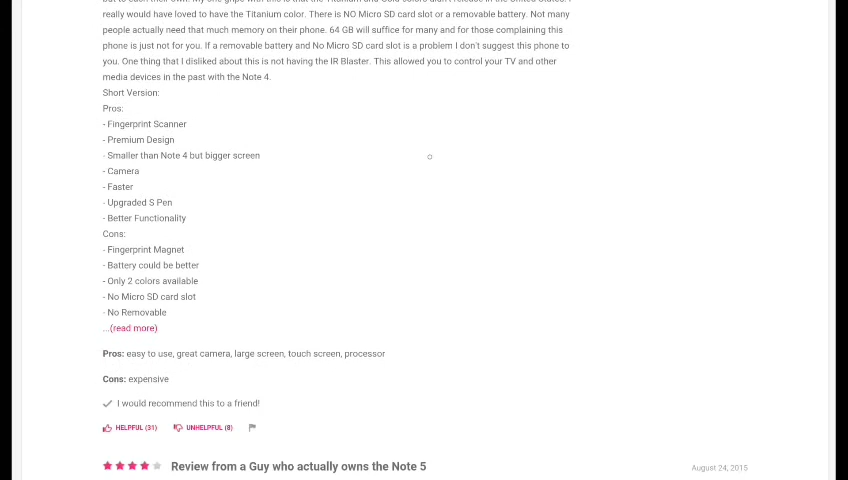 really would have loved to have the Titanium color. There is NO Micro SD card slot or a removable battery. Not many
people actually need that much memory on their phone. 64 GB will suffice for many and for those complaining this
phone is just not for you. If a removable battery and No Micro SD card slot is a problem I don't suggest this phone to
you. One thing that I disliked about this is not having the IR Blaster. This allowed you to control your TV and other
media devices in the past with the Note 4.
Short Version:
Pros:
- Fingerprint Scanner
- Premium Design
- Smaller than Note 4 but bigger screen
- Camera
- Faster
- Upgraded S Pen
- Better Functionality
Cons:
- Fingerprint Magnet
- Battery could be better
- Only 2 colors available
- No Micro SD card slot
- No Removable
...(read more)
Pros: easy to use, great camera, large screen, touch screen, processor
Cons: expensive
I would recommend this to a friend!
HELPFUL (31) UNHELPFUL (8)
Review from a Guy who actually owns the Note 5 August 24, 2015